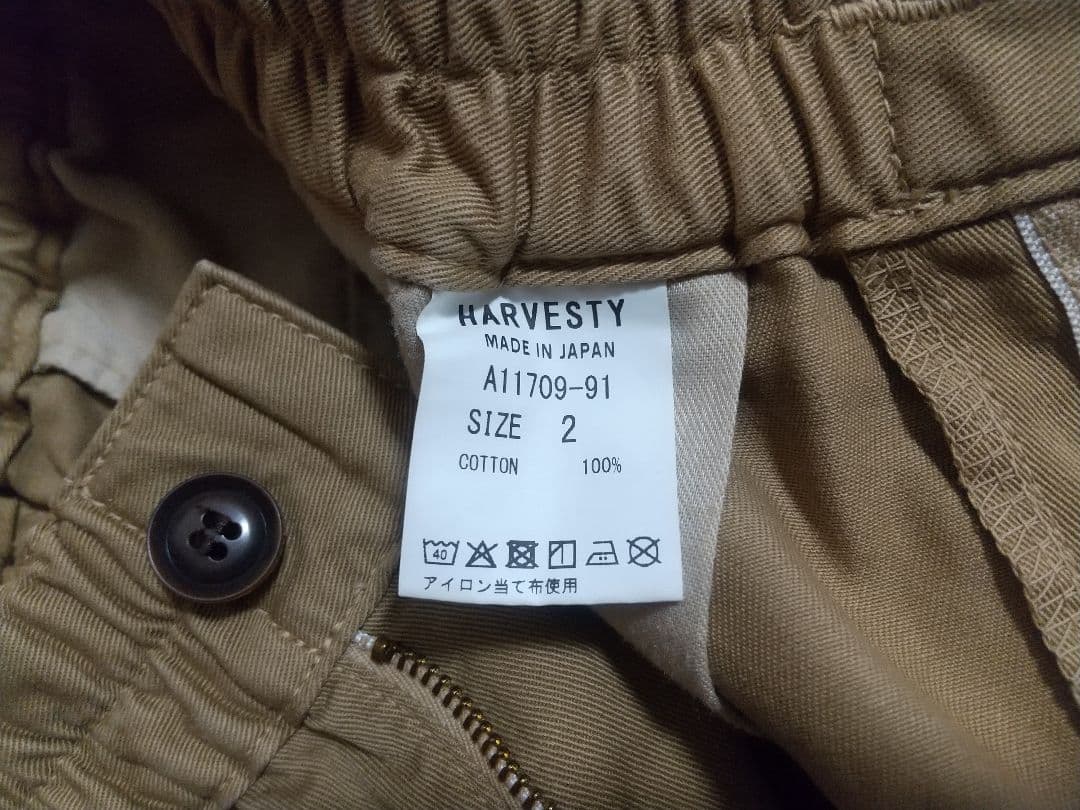 HARVESTY
MADE IN JAPAN
A11709-91
SIZE 2
COTTON 100%
40
アイロン当て布使用